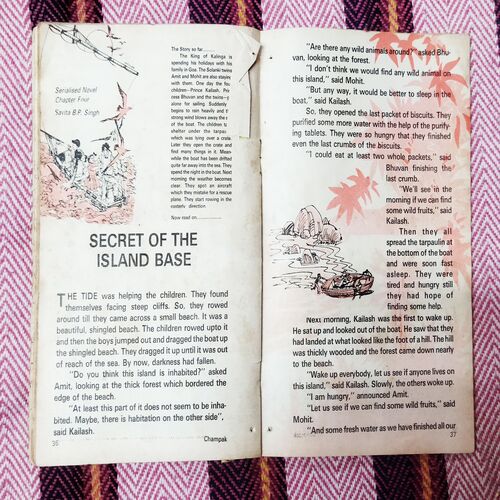 Serialised Novel
Chapter Four
Savita B.P. Singh
The Story so far.......
The King of Kalinga is
spending his holidays with his
family in Goa. The Solanki twins
Amit and Mohit are also staying
with them. One day the four
children—Prince Kailash, Prin
cess Bhuvan and the twins—go
alone for sailing. Suddenly
begins to rain heavily and
strong wind blows away the
of the boat. The children
shelter under the tarpau
which was lying over a crate.
Later they open the crate and
find many things in it. Mean-
while the boat has been drifted
quite far away into the sea. They
spend the night in the boat. Next
morning the weather becomes
clear. They spot an aircraft
which they mistake for a rescue
plane. They start rowing in the
easterly direction.
Now read on..............
SECRET OF THE
ISLAND BASE
THE TIDE was helping the children. They found
themselves facing steep cliffs. So, they rowed
around till they came across a small beach. It was a
beautiful, shingled beach. The children rowed upto it
and then the boys jumped out and dragged the boat up
the shingled beach. They dragged it up until it was out
of reach of the sea. By now, darkness had fallen.
"Do you think this island is inhabited?" asked
Amit, looking at the thick forest which bordered the
edge of the beach.
"At least this part of it does not seem to be inha-
bited. Maybe, there is habitation on the other side",
said Kailash.
36
Champak
"Are there any wild animals around?" asked Bhu-
van, looking at the forest.
"I don't think we would find any wild animal on
this island," said Mohit.
"But any way, it would be better to sleep in the
boat," said Kailash.
So, they opened the last packet of biscuits. They
purified some more water with the help of the purify-
ing tablets. They were so hungry that they finished
even the last crumbs of the biscuits.
"I could eat at least two whole packets," said
Bhuvan finishing the
last crumb.
"We'll see in the
morning if we can find
some wild fruits," said
Kailash.
Then they all
spread the tarpaulin at
the bottom of the boat
and were soon fast
asleep. They were
tired and hungry still
they had hope of
finding some help.
Next morning, Kailash was the first to wake up.
He sat up and looked out of the boat. He saw that they
had landed at what looked like the foot of a hill. The hill
was thickly wooded and the forest came down nearly
to the beach.
"Wake up everybody, let us see if anyone lives on
this island," said Kailash. Slowly, the others woke up.
"I am hungry," announced Amit.
"Let us see if we can find some wild fruits," said
Mohit.
"And some fresh water as we have finished all our
37